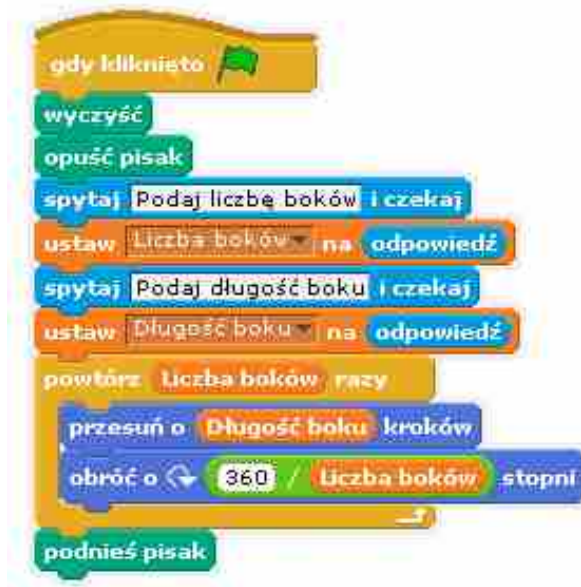 gdy kliknięto
wyczyść
opuść pisak
spytaj Podaj liczbę boków i czekaj
ustaw Liczba boków na odpowiedź
spytaj Podaj długość boku i czekaj
ustaw Długość boku na odpowiedź
powtórz Liczba boków razy
przesuń o Długość boku kroków
obróć o 360 / Liczba boków stopni
podnieś pisak